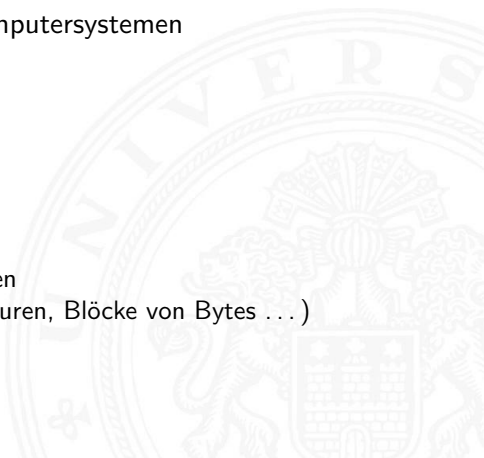 nputersystemen
en
uren, Blöcke von Bytes ... )
U N I V E R S